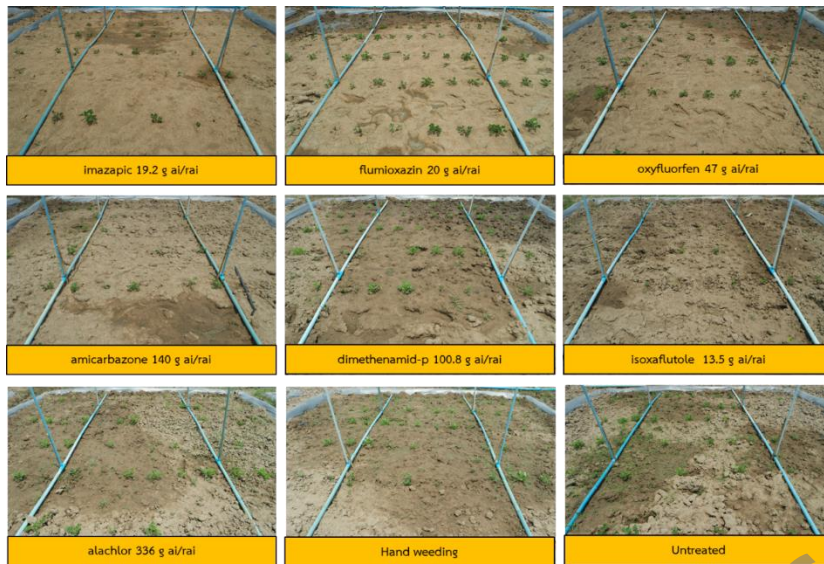 imazapic 19.2 g ai/rai
flumioxazin 20 g ai/rai
oxyfluorfen 47 g ai/rai
amicarbazone 140 g ai/rai
dimethenamid-p 100.8 g ai/rai
isoxaflutole 13.5 g ai/rai
alachlor 336 g ai/rai
Hand weeding
Untreated